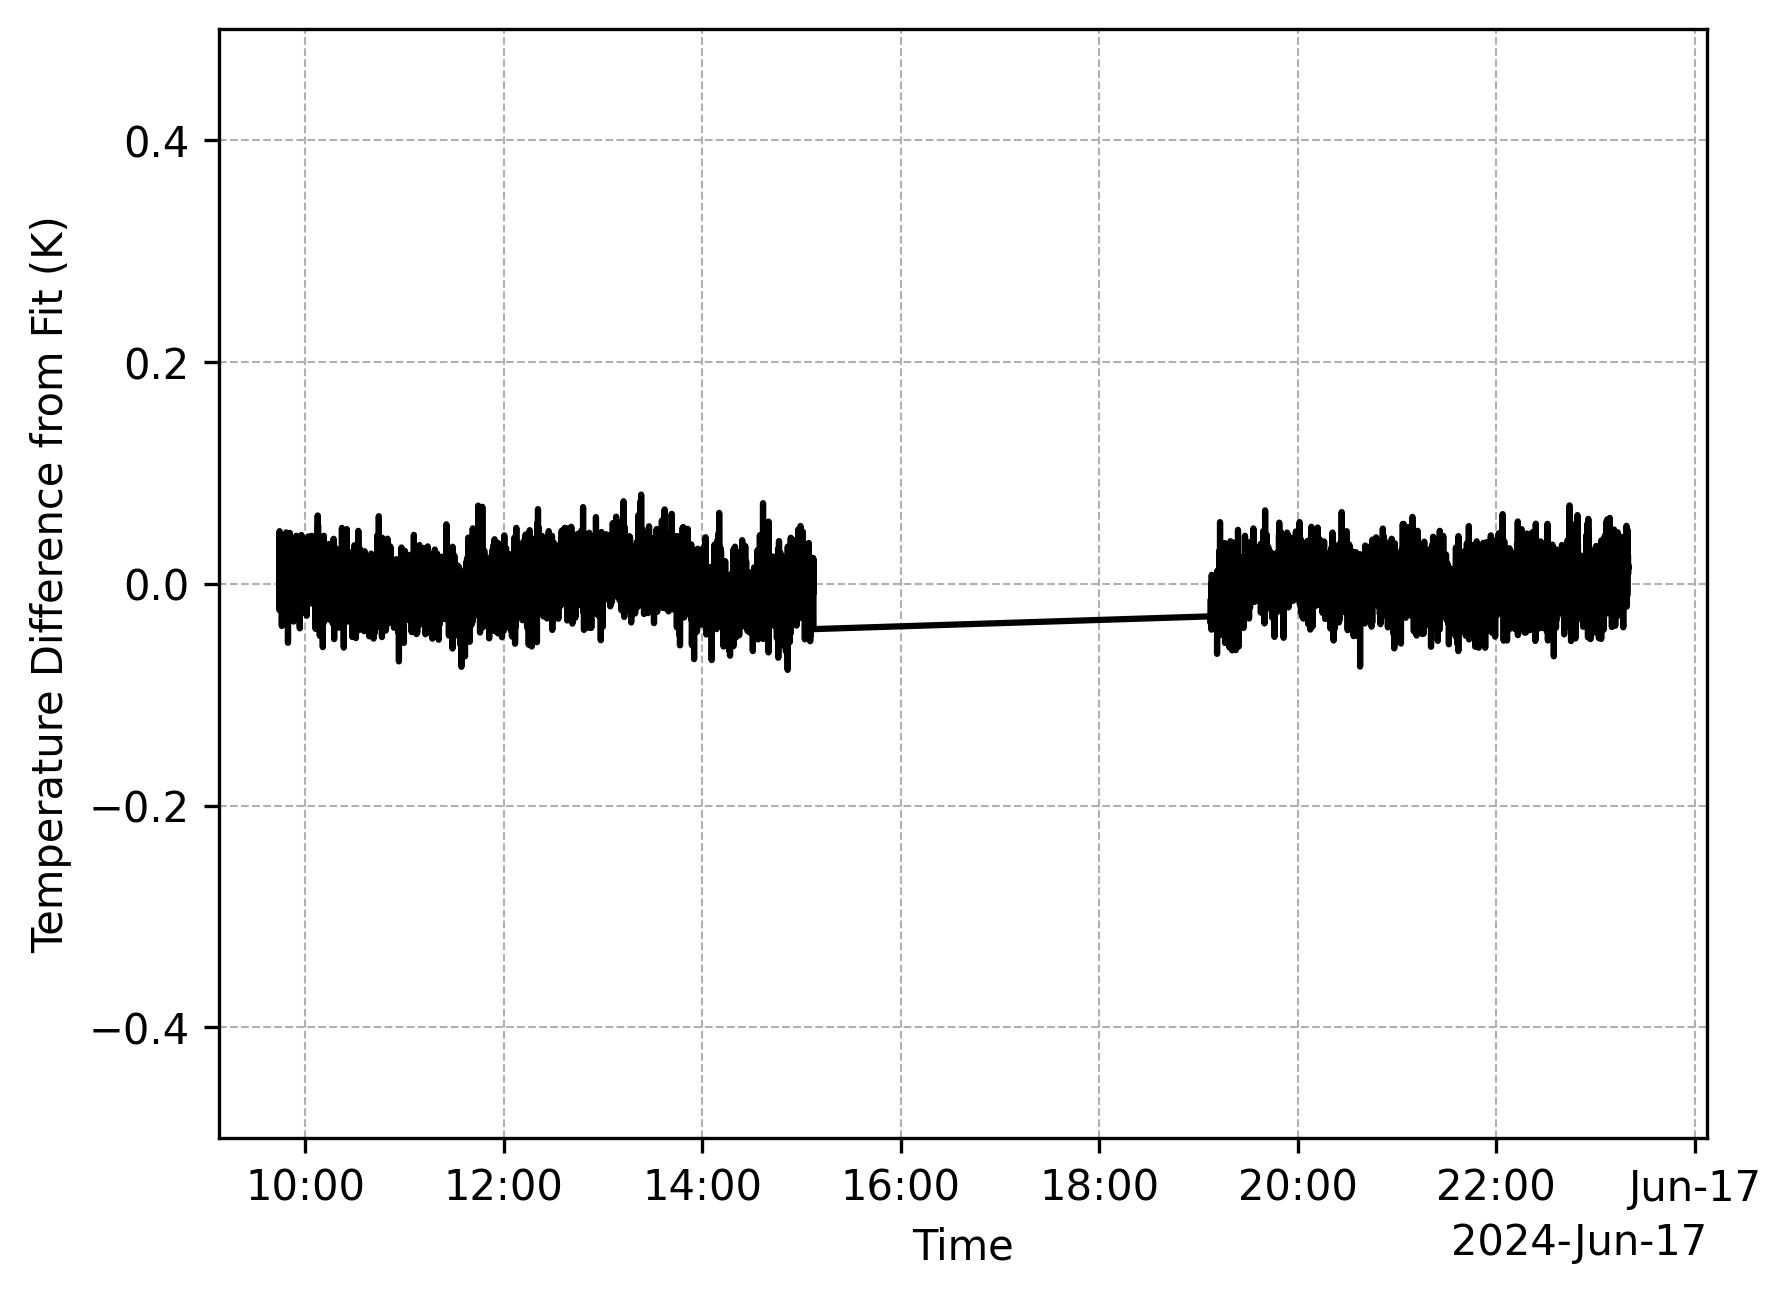 Temperature Difference from Fit (K)
0.4
0.2
0.0
−0.2
−0.4
10:00 12:00 14:00 16:00 18:00 20:00 22:00 Jun-17
2024-Jun-17
Time